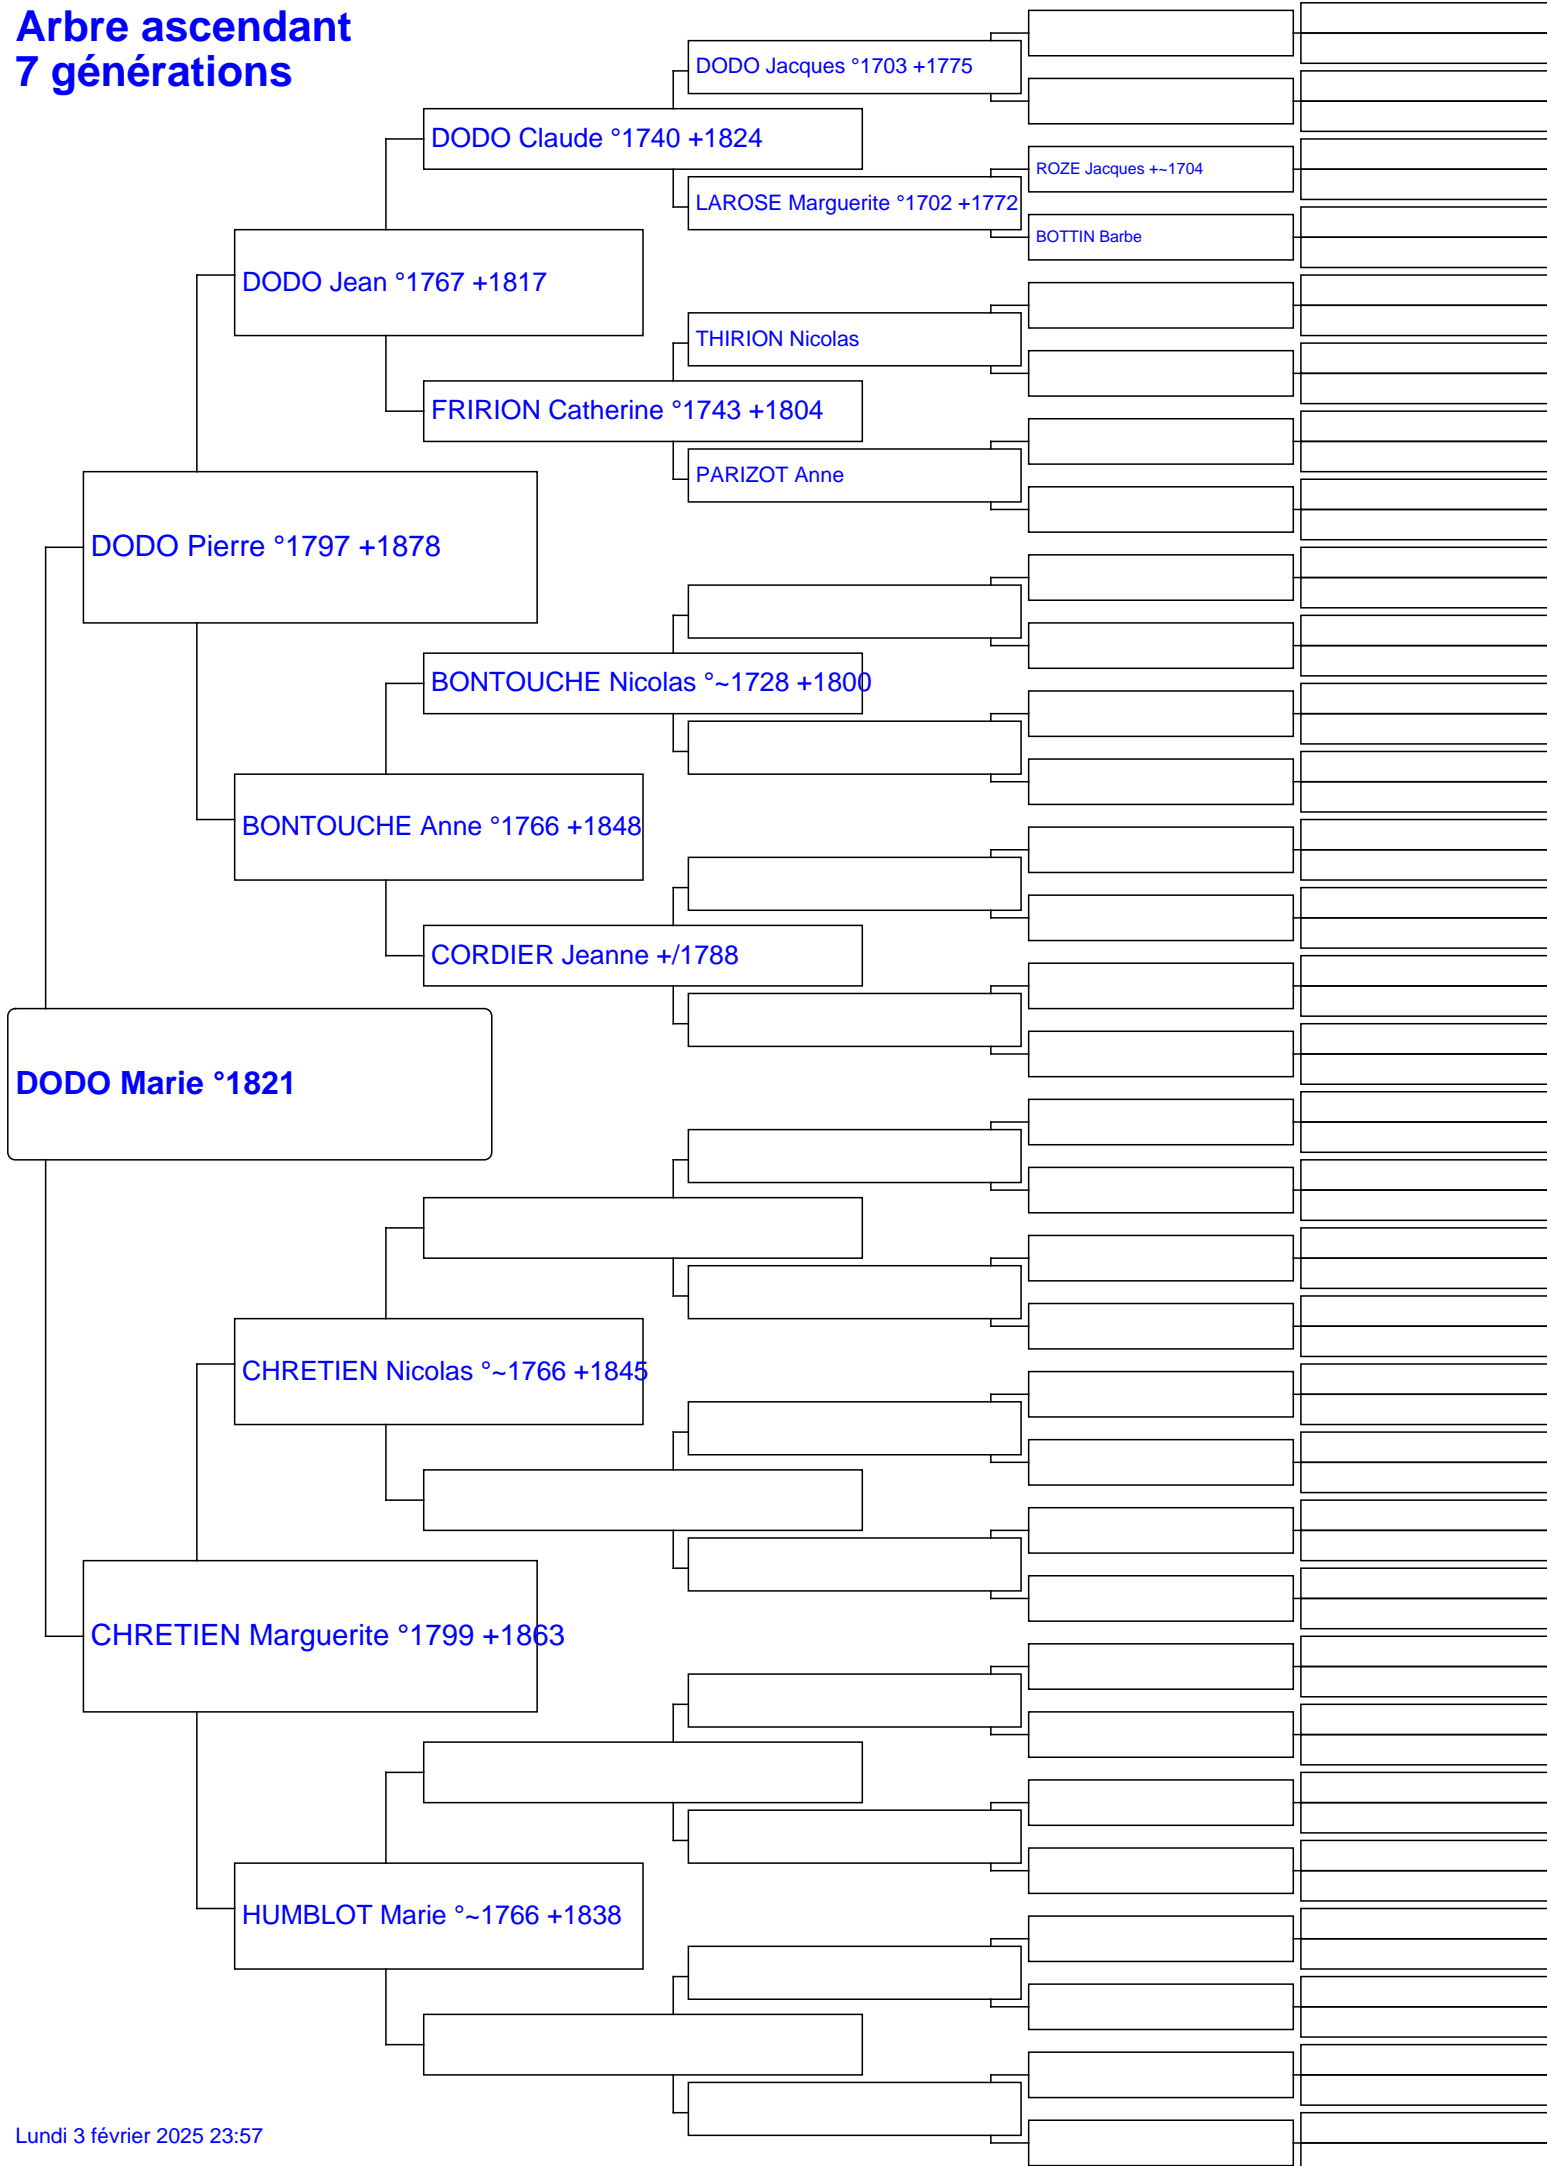 Arbre ascendant
7 générations
DODO Jacques °1703 +1775
DODO Claude °1740 +1824
ROZE Jacques +~1704
LAROSE Marguerite °1702 +1772
BOTTIN Barbe
DODO Jean °1767 +1817
THIRION Nicolas
FRIRION Catherine °1743 +1804
PARIZOT Anne
DODO Pierre °1797 +1878
BONTOUCHE Nicolas °~1728 +1800
BONTOUCHE Anne °1766 +1848
CORDIER Jeanne +/1788
DODO Marie °1821
CHRETIEN Nicolas °~1766 +1845
CHRETIEN Marguerite °1799 +1863
HUMBLOT Marie °~1766 +1838
Lundi 3 février 2025 23:57